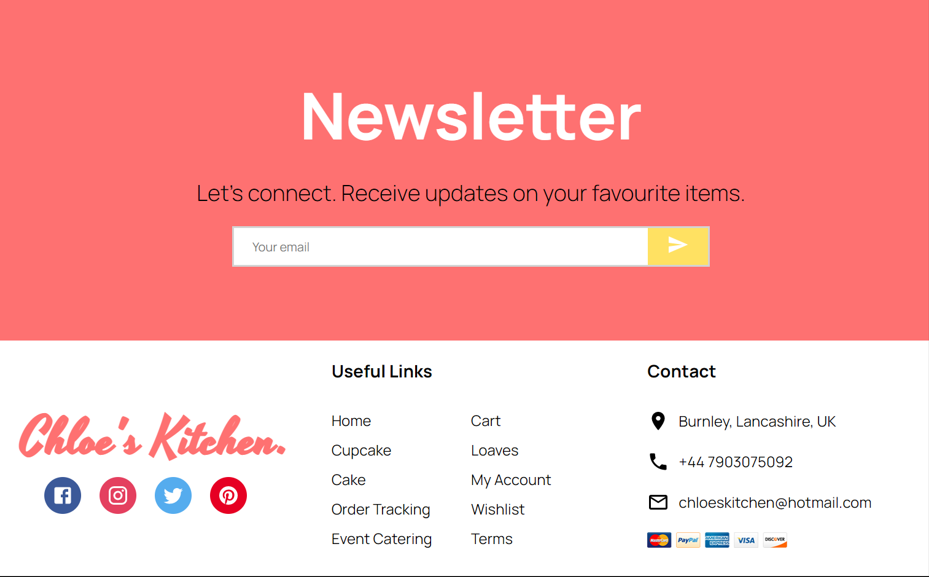 Newsletter
Let's connect. Receive updates on your favourite items.
Your email
Chloe's Kitchen.
Useful Links
Home
Cupcake
Cake
Order Tracking
Event Catering
Cart
Loaves
My Account
Wishlist
Terms
Contact
Burnley, Lancashire, UK
+44 7903075092
chloeskitchen@hotmail.com
MasterCard PayPal AMERICAN EXPRESS VISA DISCOVER